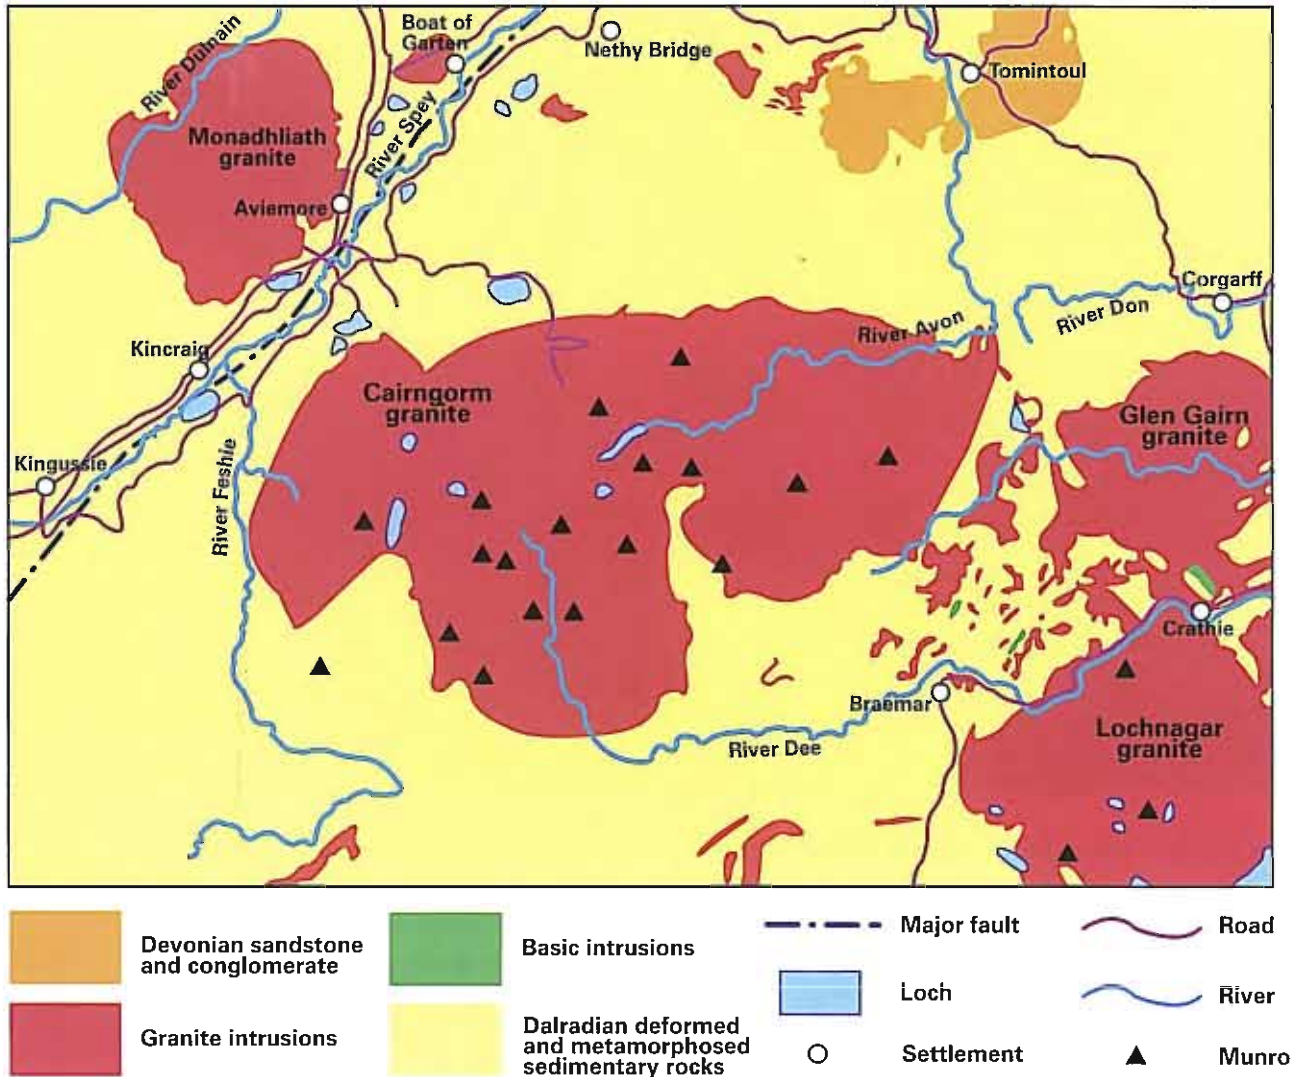 River Dulnain
Boat of
Garten
Nethy Bridge
Tomintoul
River Spey
Monadhliath
granite
Aviemore
Corgarff
River Don
River Avon
Kincraig
Cairngorm
granite
Glen Gairn
granite
Kingussie
River Feshie
Crathie
Braemar
Lochnagar
granite
River Dee
Devonian sandstone
and conglomerate
Granite intrusions
Basic intrusions
Dalradian deformed
and metamorphosed
sedimentary rocks
Major fault
Loch
Settlement
Road
River
Munro